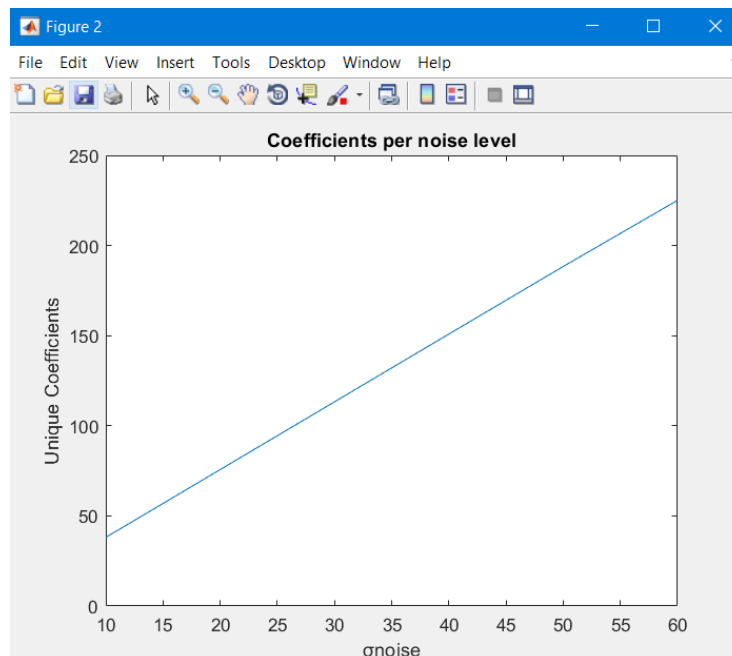 Figure 2
File Edit View Insert Tools Desktop Window Help
Coefficients per noise level
250
200
150
100
50
0
Unique Coefficients
10 15 20 25 30 35 40 45 50 55 60
σnoise